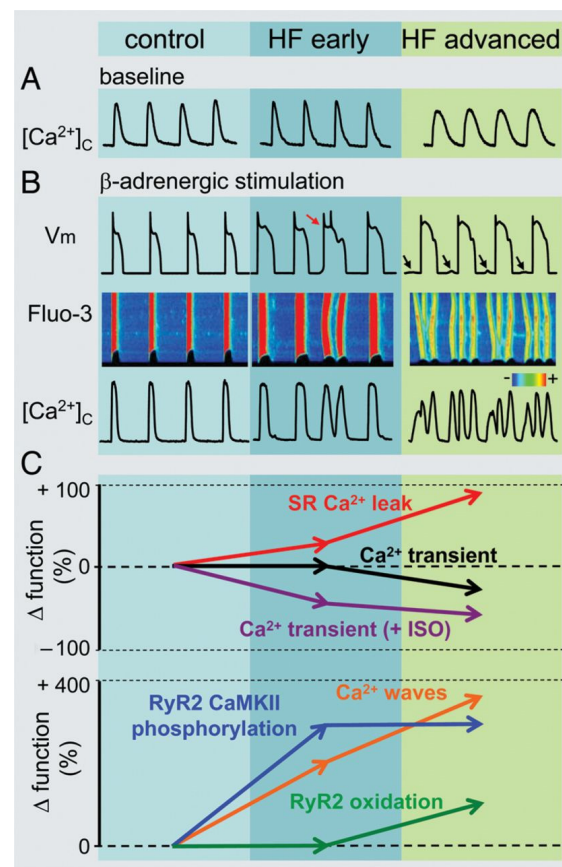 control HF early HF advanced
A baseline
[Ca²⁺]C
B β-adrenergic stimulation
Vm
Fluo-3
- +
[Ca²⁺]C
C
+ 100
SR Ca²⁺ leak
Ca²⁺ transient
0
Δ function
(%)
Ca²⁺ transient (+ ISO)
− 100
+ 400
RyR2 CaMKII
phosphorylation
Ca²⁺ waves
Δ function
(%)
RyR2 oxidation
0